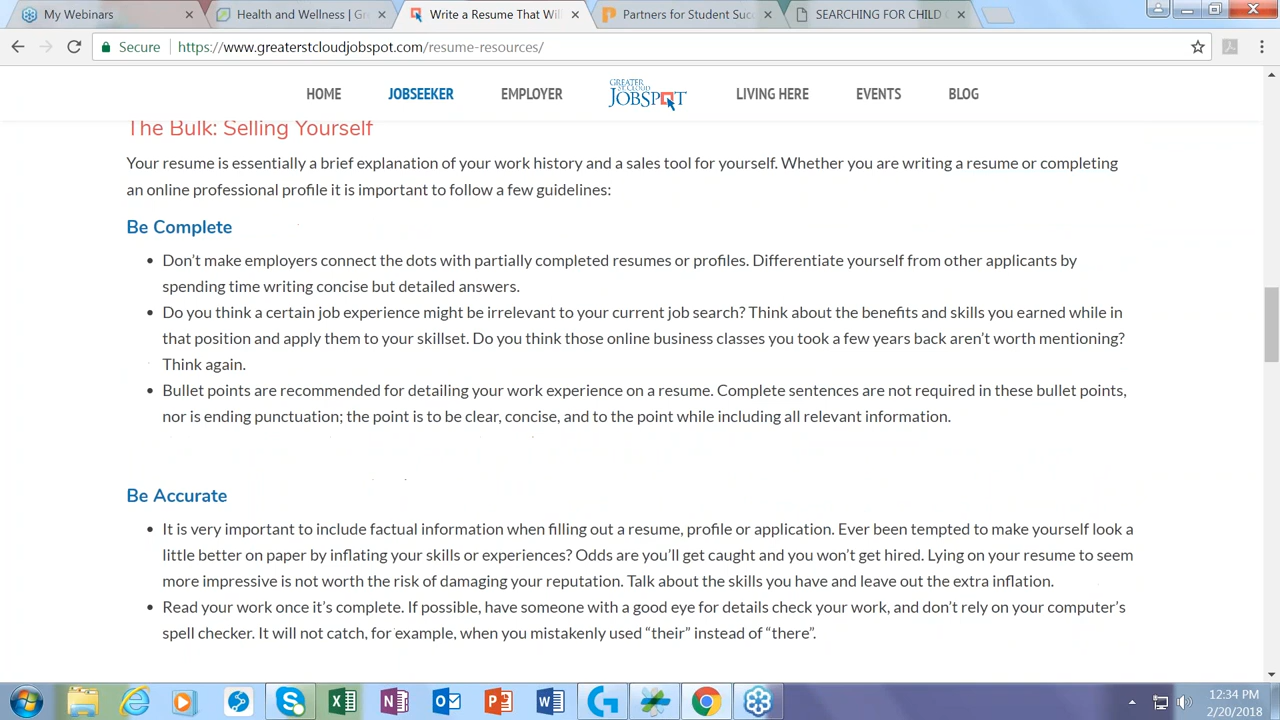 My Webinars
Health and Wellness | Gr
Write a Resume That Wil
Partners for Student Suc
SEARCHING FOR CHILD C
Secure
https://www.greaterstcloudjobspot.com/resume-resources/
HOME JOBSEEKER EMPLOYER GREATER ST. CLOUD JOBSPOT LIVING HERE EVENTS BLOG
The Bulk: Selling Yourself
Your resume is essentially a brief explanation of your work history and a sales tool for yourself. Whether you are writing a resume or completing
an online professional profile it is important to follow a few guidelines:
Be Complete
• Don’t make employers connect the dots with partially completed resumes or profiles. Differentiate yourself from other applicants by
spending time writing concise but detailed answers.
• Do you think a certain job experience might be irrelevant to your current job search? Think about the benefits and skills you earned while in
that position and apply them to your skillset. Do you think those online business classes you took a few years back aren’t worth mentioning?
Think again.
• Bullet points are recommended for detailing your work experience on a resume. Complete sentences are not required in these bullet points,
nor is ending punctuation; the point is to be clear, concise, and to the point while including all relevant information.
Be Accurate
• It is very important to include factual information when filling out a resume, profile or application. Ever been tempted to make yourself look a
little better on paper by inflating your skills or experiences? Odds are you’ll get caught and you won’t get hired. Lying on your resume to seem
more impressive is not worth the risk of damaging your reputation. Talk about the skills you have and leave out the extra inflation.
• Read your work once it’s complete. If possible, have someone with a good eye for details check your work, and don’t rely on your computer’s
spell checker. It will not catch, for example, when you mistakenly used “their” instead of “there”.
12:34 PM
2/20/2018